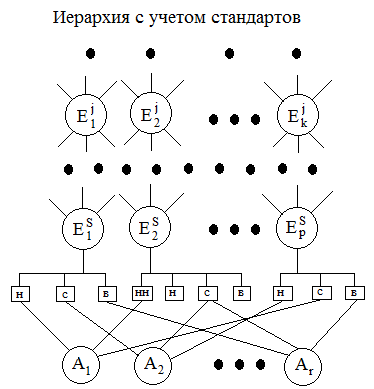 Иерархия с учетом стандартов
E₁ʲ E₂ʲ Eₖʲ
E₁ˢ E₂ˢ Eₚˢ
н с в нн н с в н с в
A₁ A₂ Aᵣ